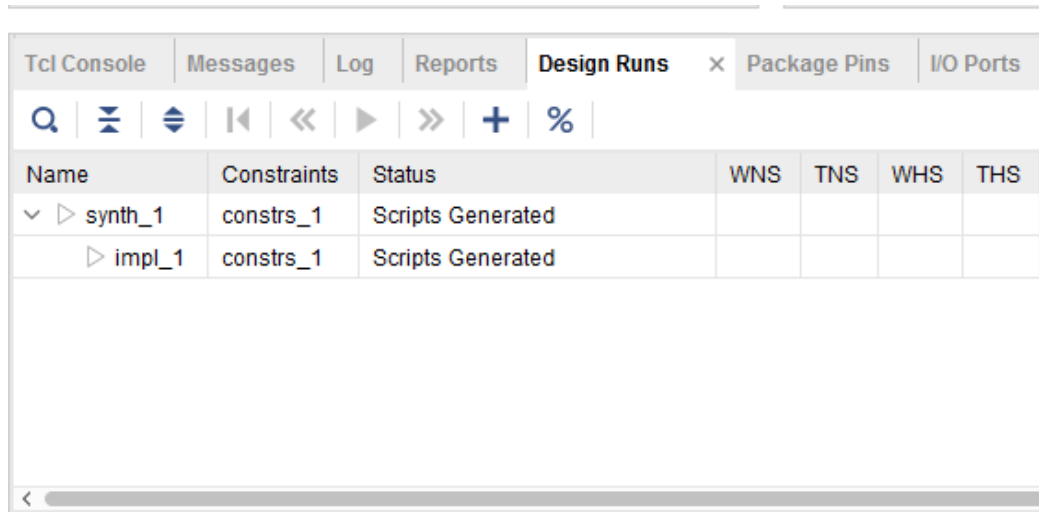 Tcl Console Messages Log Reports Design Runs × Package Pins I/O Ports
%
Name Constraints Status WNS TNS WHS THS
synth_1 constrs_1 Scripts Generated
impl_1 constrs_1 Scripts Generated